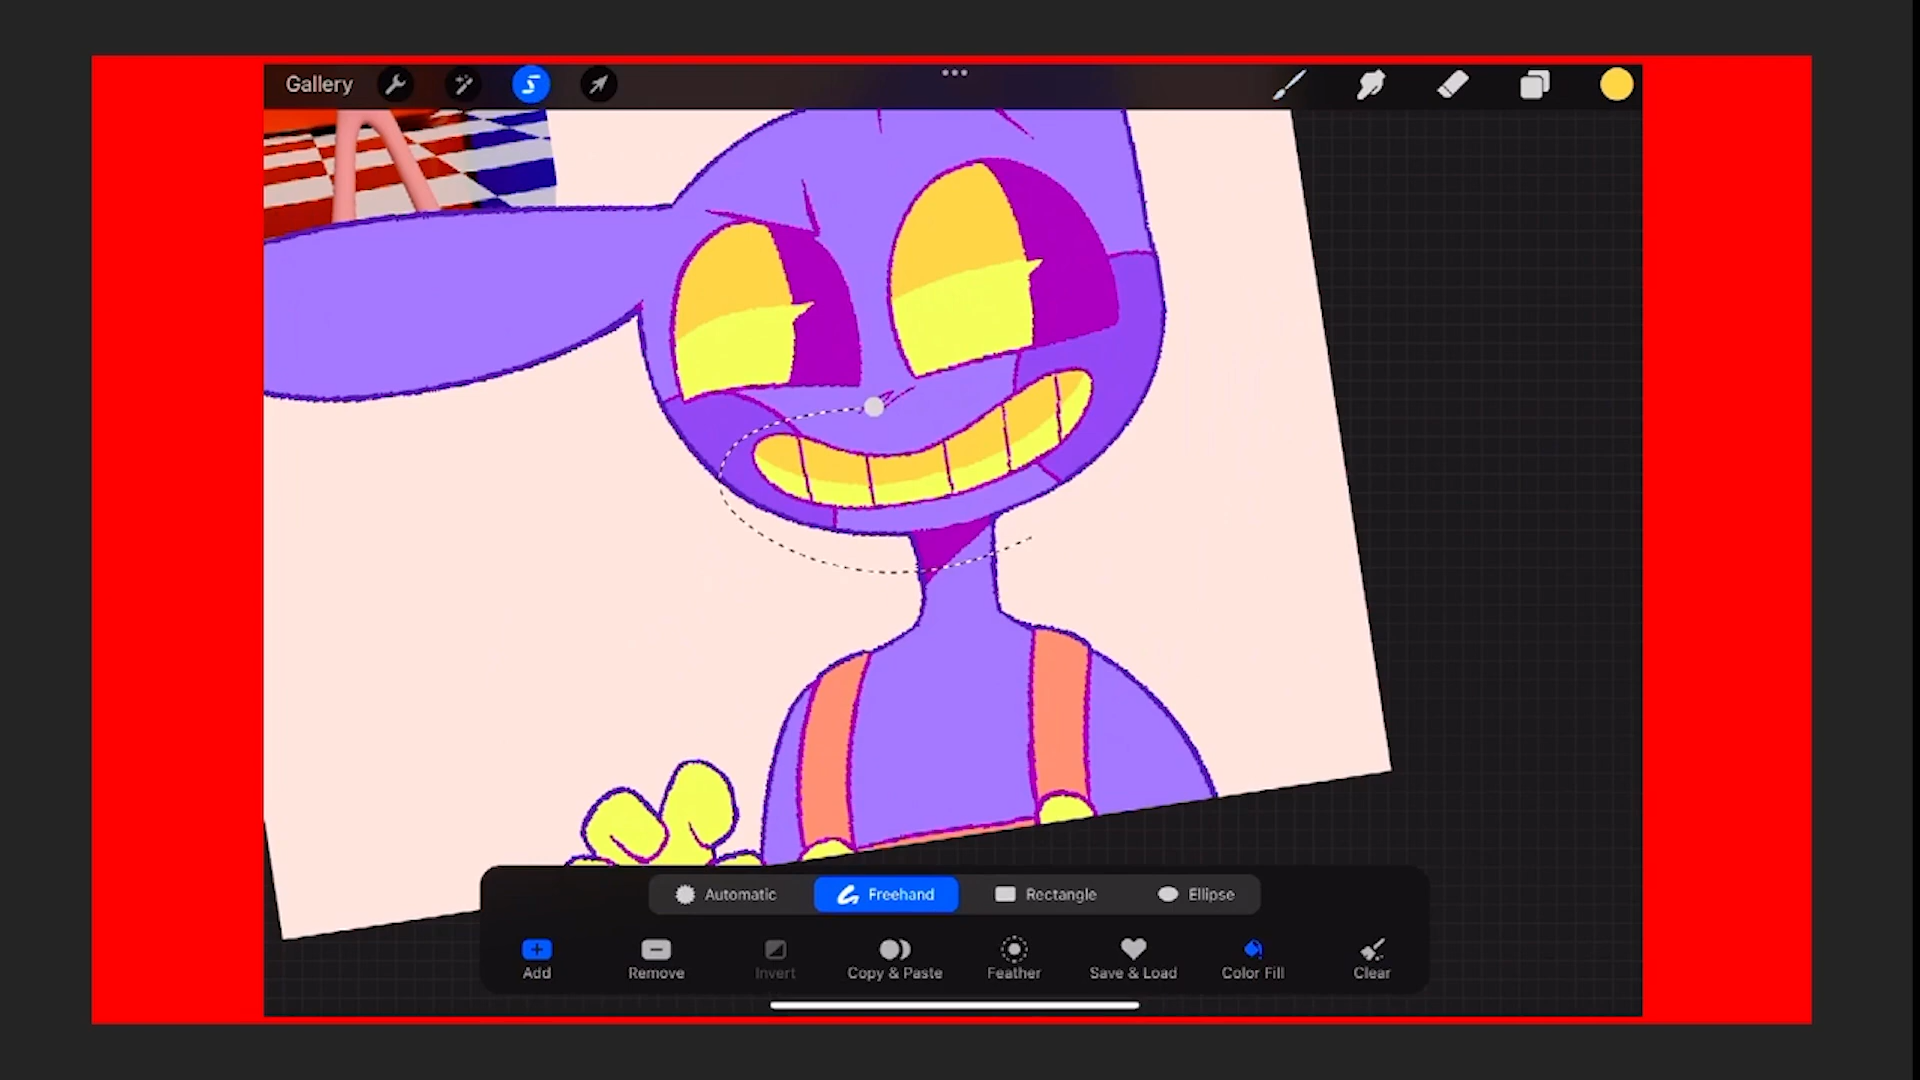 Gallery
Automatic
Freehand
Rectangle
Ellipse
Add
Remove
Invert
Copy & Paste
Feather
Save & Load
Color Fill
Clear